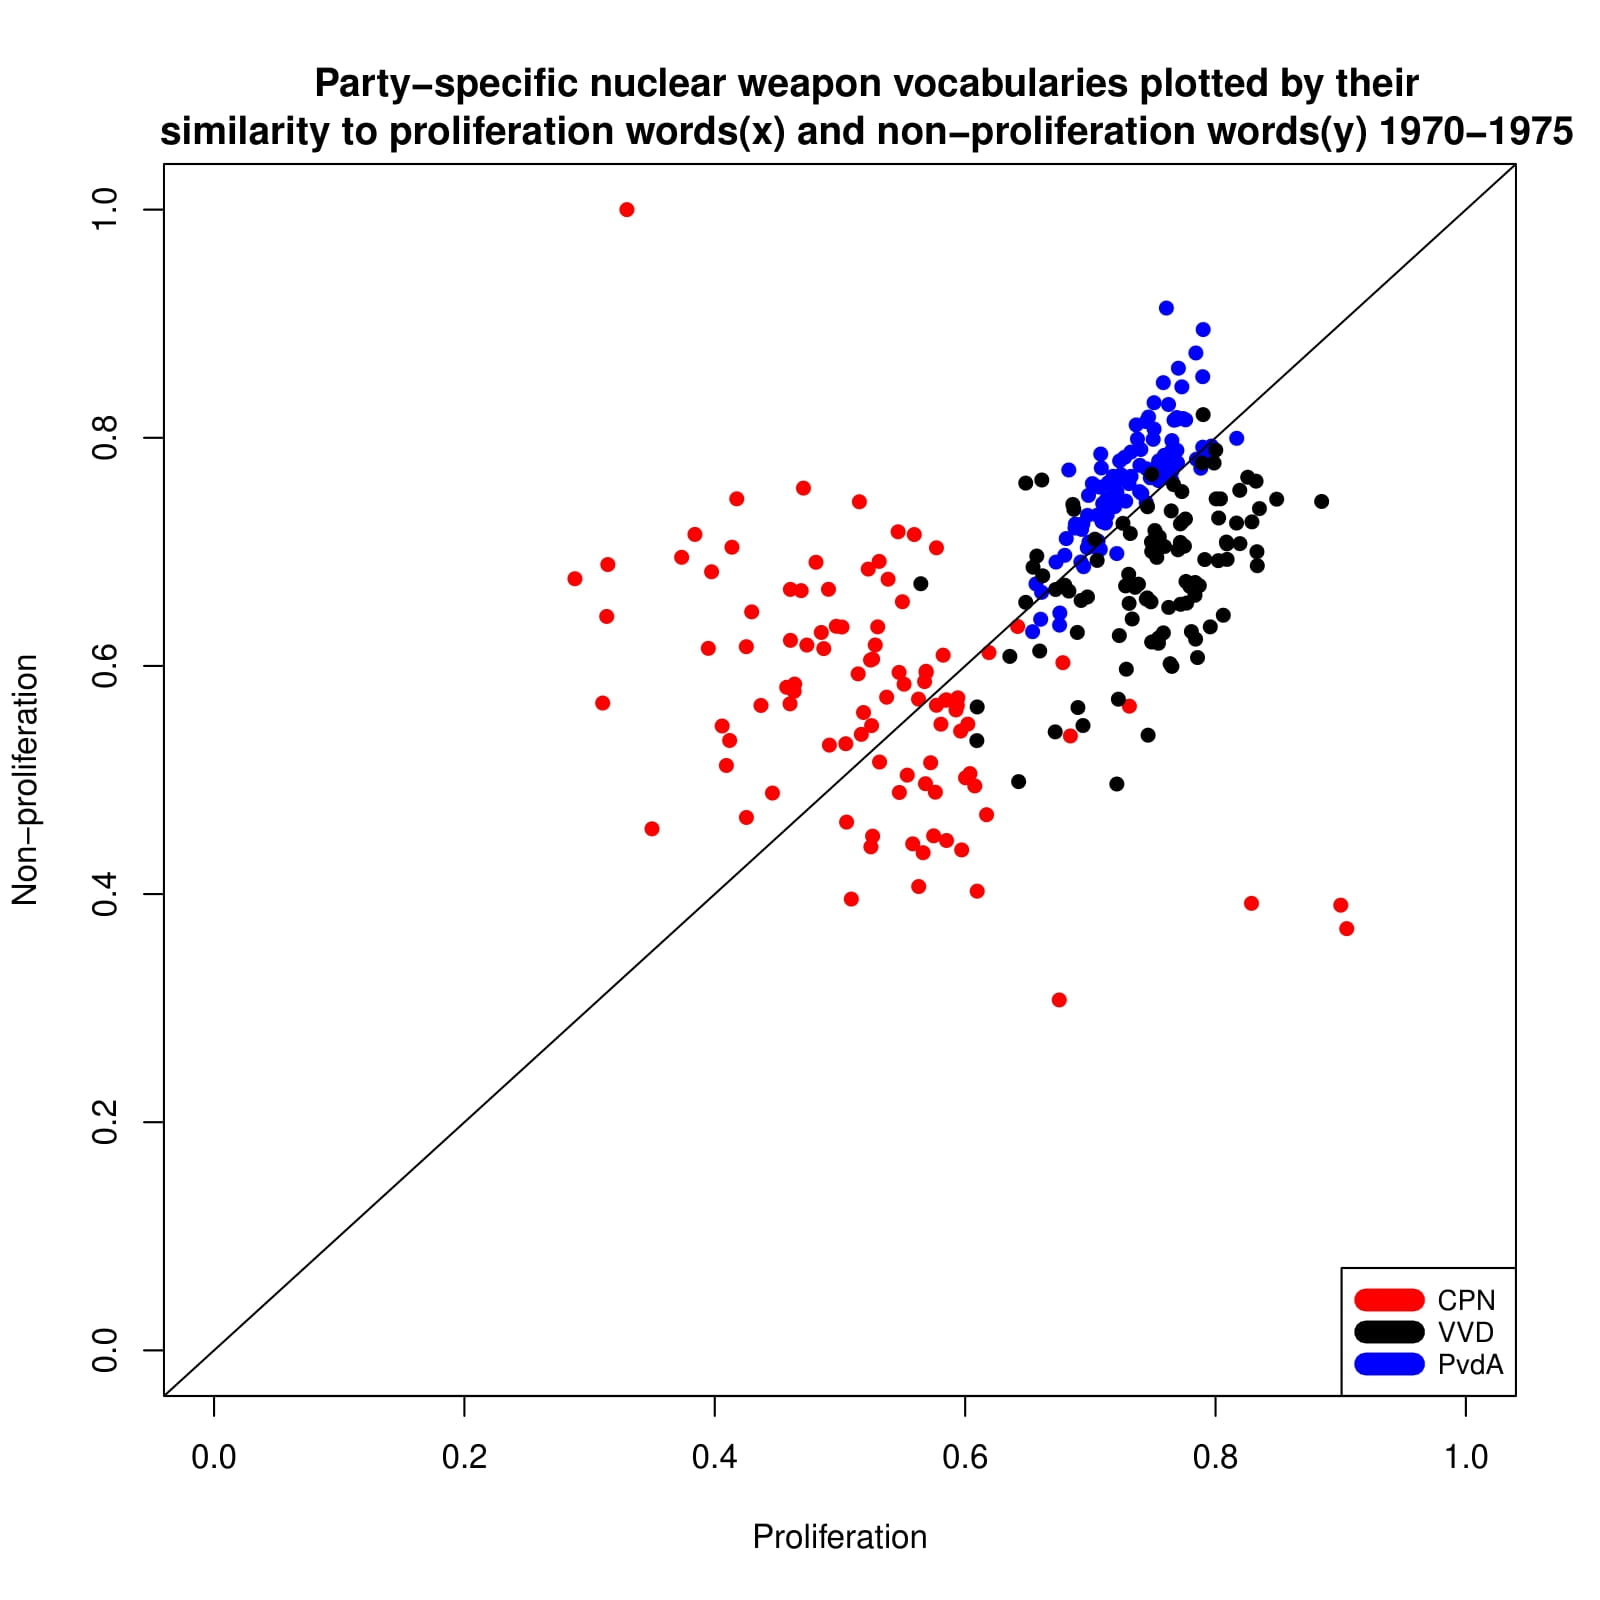 Party−specific nuclear weapon vocabularies plotted by their
similarity to proliferation words(x) and non−proliferation words(y) 1970−1975
Non−proliferation
1.0
0.8
0.6
0.4
0.2
0.0
CPN
VVD
PvdA
0.0 0.2 0.4 0.6 0.8 1.0
Proliferation